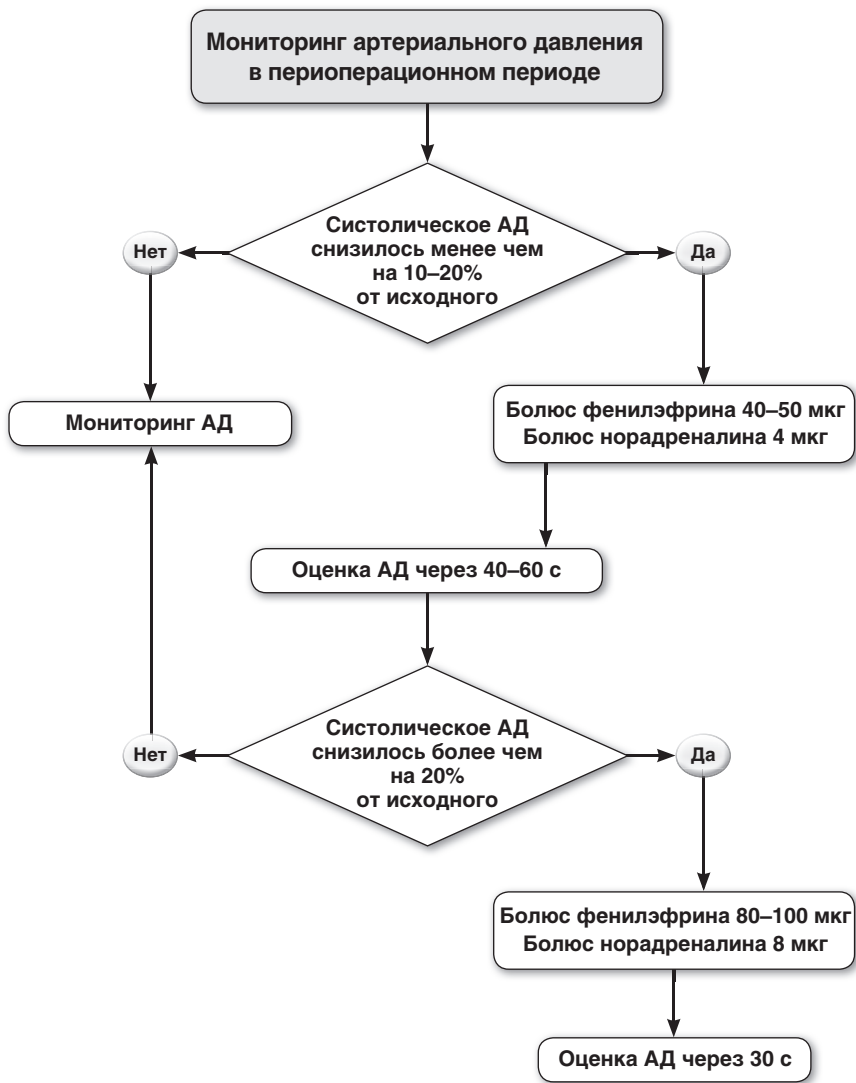 Мониторинг артериального давления
в периоперационном периоде
Систолическое АД
снизилось менее чем
на 10–20%
от исходного
Нет
Да
Мониторинг АД
Болюс фенилэфрина 40–50 мкг
Болюс норадреналина 4 мкг
Оценка АД через 40–60 с
Систолическое АД
снизилось более чем
на 20%
от исходного
Нет
Да
Болюс фенилэфрина 80–100 мкг
Болюс норадреналина 8 мкг
Оценка АД через 30 с